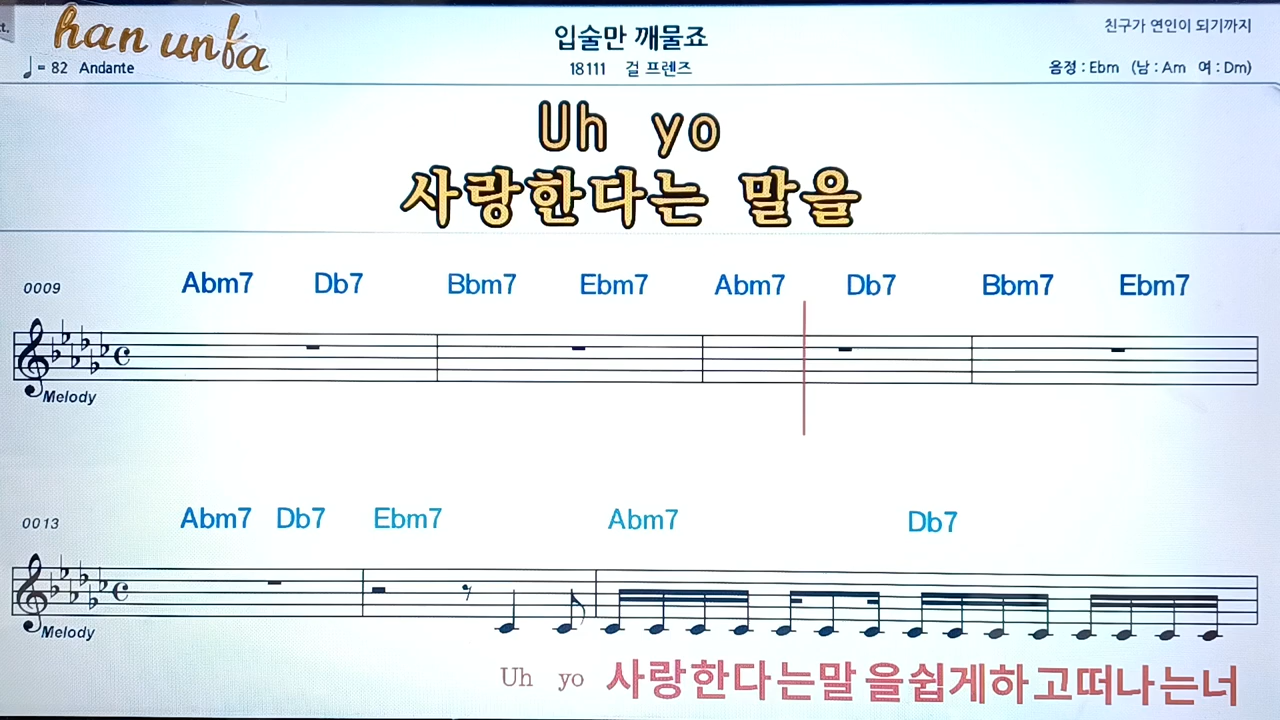 han unfa
입술만 깨물죠
친구가 연인이 되기까지
♩= 82 Andante
18111 걸 프렌즈
음정 : Ebm (남 : Am 여 : Dm)
Uh yo
사랑한다는 말을
0009 Abm7 Db7 Bbm7 Ebm7 Abm7 Db7 Bbm7 Ebm7
Melody
0013 Abm7 Db7 Ebm7 Abm7 Db7
Melody
Uh yo 사랑한다는말을쉽게하고떠나는너